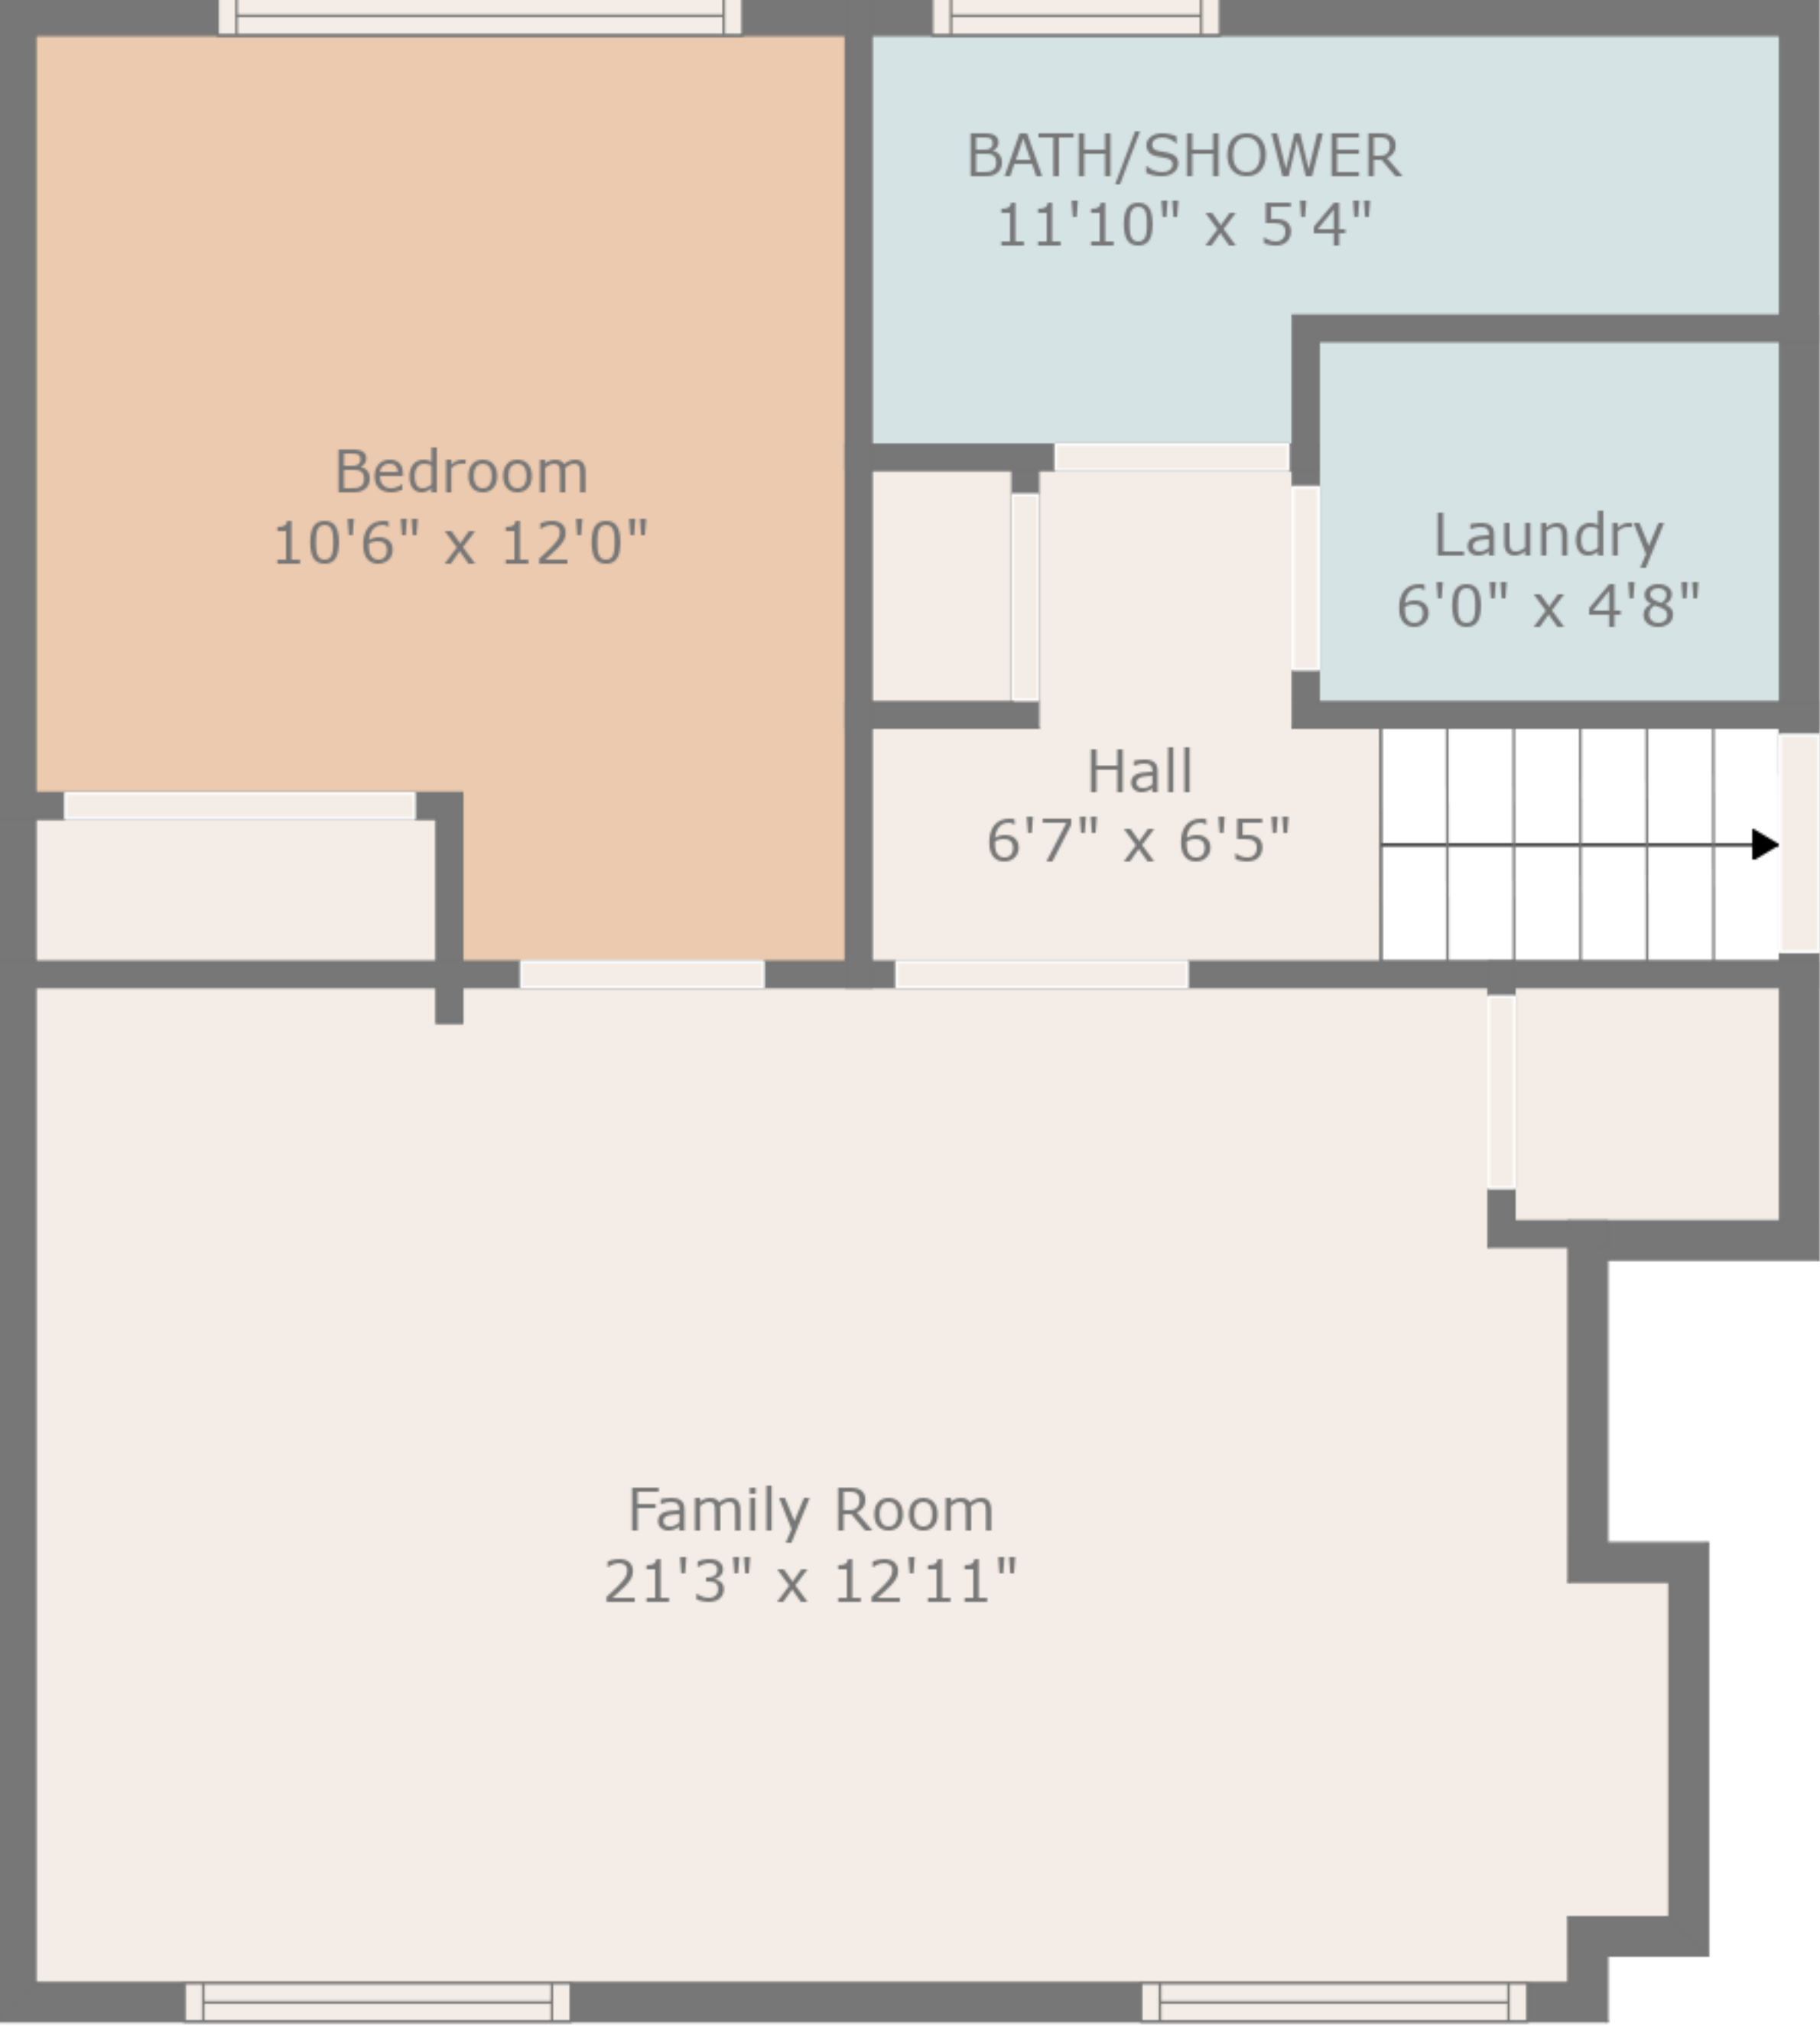 BATH/SHOWER
11'10" x 5'4"
Bedroom
10'6" x 12'0"
Laundry
6'0" x 4'8"
Hall
6'7" x 6'5"
Family Room
21'3" x 12'11"